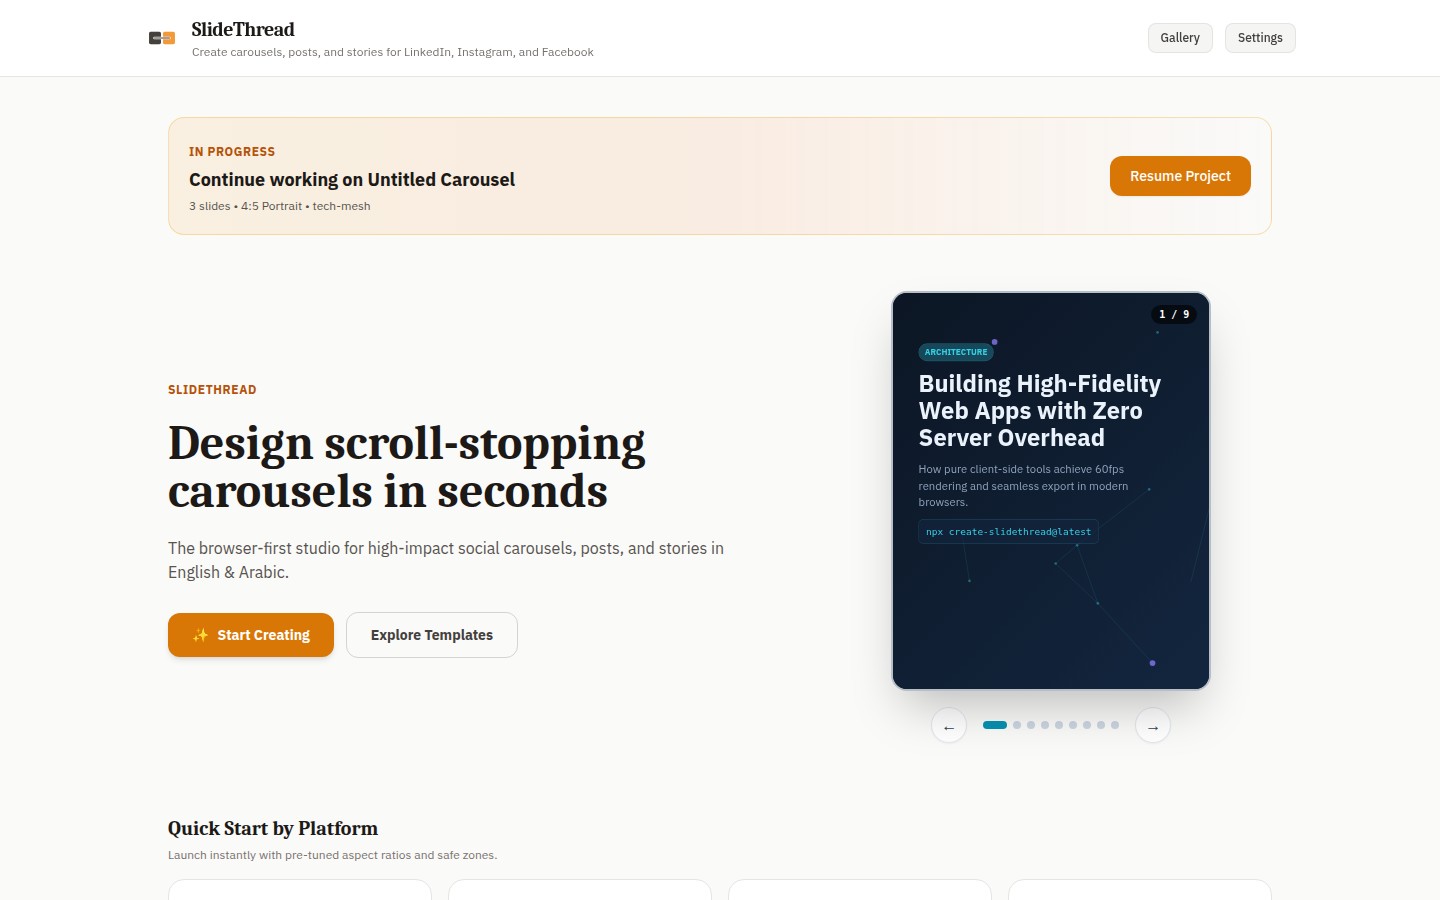 SlideThread
Create carousels, posts, and stories for LinkedIn, Instagram, and Facebook
Gallery
Settings
IN PROGRESS
Continue working on Untitled Carousel
3 slides • 4:5 Portrait • tech-mesh
Resume Project
SLIDETHREAD
Design scroll-stopping
carousels in seconds
The browser-first studio for high-impact social carousels, posts, and stories in
English & Arabic.
✨ Start Creating
Explore Templates
1 / 9
ARCHITECTURE
Building High-Fidelity
Web Apps with Zero
Server Overhead
How pure client-side tools achieve 60fps
rendering and seamless export in modern
browsers.
npx create-slidethread@latest
← →
Quick Start by Platform
Launch instantly with pre-tuned aspect ratios and safe zones.